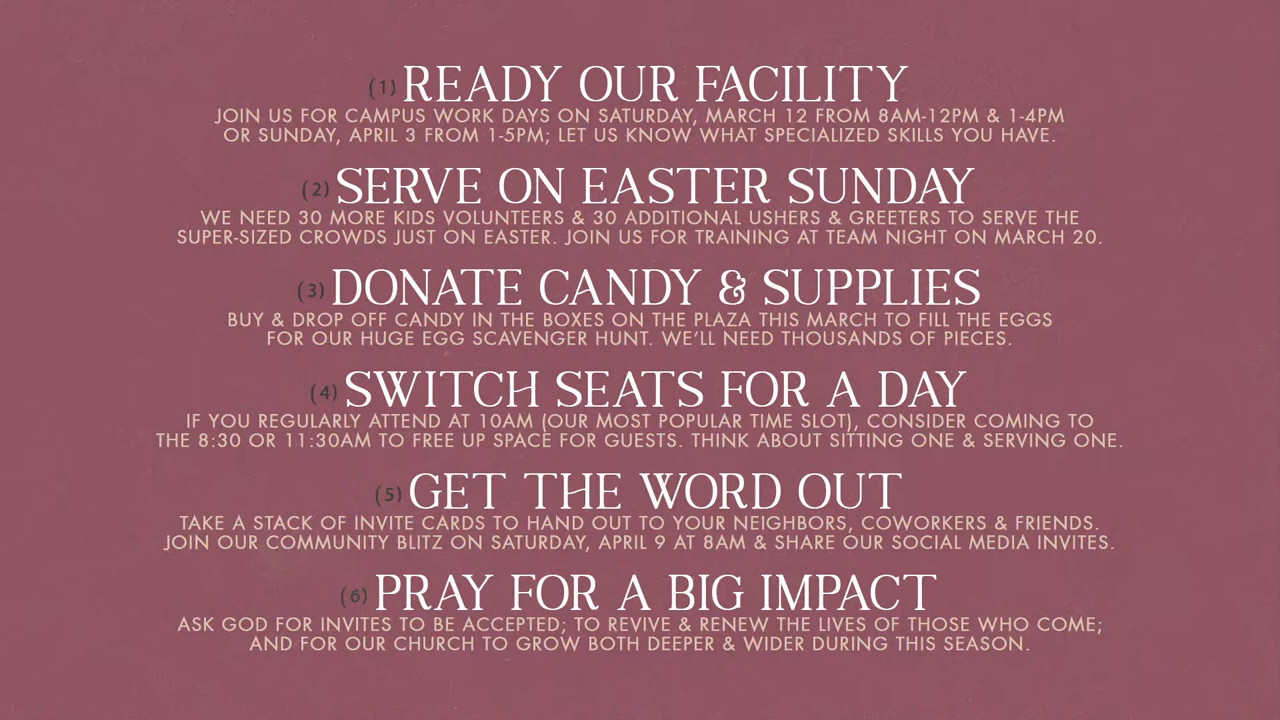 (1) READY OUR FACILITY
JOIN US FOR CAMPUS WORK DAYS ON SATURDAY, MARCH 12 FROM 8AM-12PM & 1-4PM
OR SUNDAY, APRIL 3 FROM 1-5PM; LET US KNOW WHAT SPECIALIZED SKILLS YOU HAVE.
(2) SERVE ON EASTER SUNDAY
WE NEED 30 MORE KIDS VOLUNTEERS & 30 ADDITIONAL USHERS & GREETERS TO SERVE THE
SUPER-SIZED CROWDS JUST ON EASTER. JOIN US FOR TRAINING AT TEAM NIGHT ON MARCH 20.
(3) DONATE CANDY & SUPPLIES
BUY & DROP OFF CANDY IN THE BOXES ON THE PLAZA THIS MARCH TO FILL THE EGGS
FOR OUR HUGE EGG SCAVENGER HUNT. WE'LL NEED THOUSANDS OF PIECES.
(4) SWITCH SEATS FOR A DAY
IF YOU REGULARLY ATTEND AT 10AM (OUR MOST POPULAR TIME SLOT), CONSIDER COMING TO
THE 8:30 OR 11:30AM TO FREE UP SPACE FOR GUESTS. THINK ABOUT SITTING ONE & SERVING ONE.
(5) GET THE WORD OUT
TAKE A STACK OF INVITE CARDS TO HAND OUT TO YOUR NEIGHBORS, COWORKERS & FRIENDS.
JOIN OUR COMMUNITY BLITZ ON SATURDAY, APRIL 9 AT 8AM & SHARE OUR SOCIAL MEDIA INVITES.
(6) PRAY FOR A BIG IMPACT
ASK GOD FOR INVITES TO BE ACCEPTED; TO REVIVE & RENEW THE LIVES OF THOSE WHO COME;
AND FOR OUR CHURCH TO GROW BOTH DEEPER & WIDER DURING THIS SEASON.